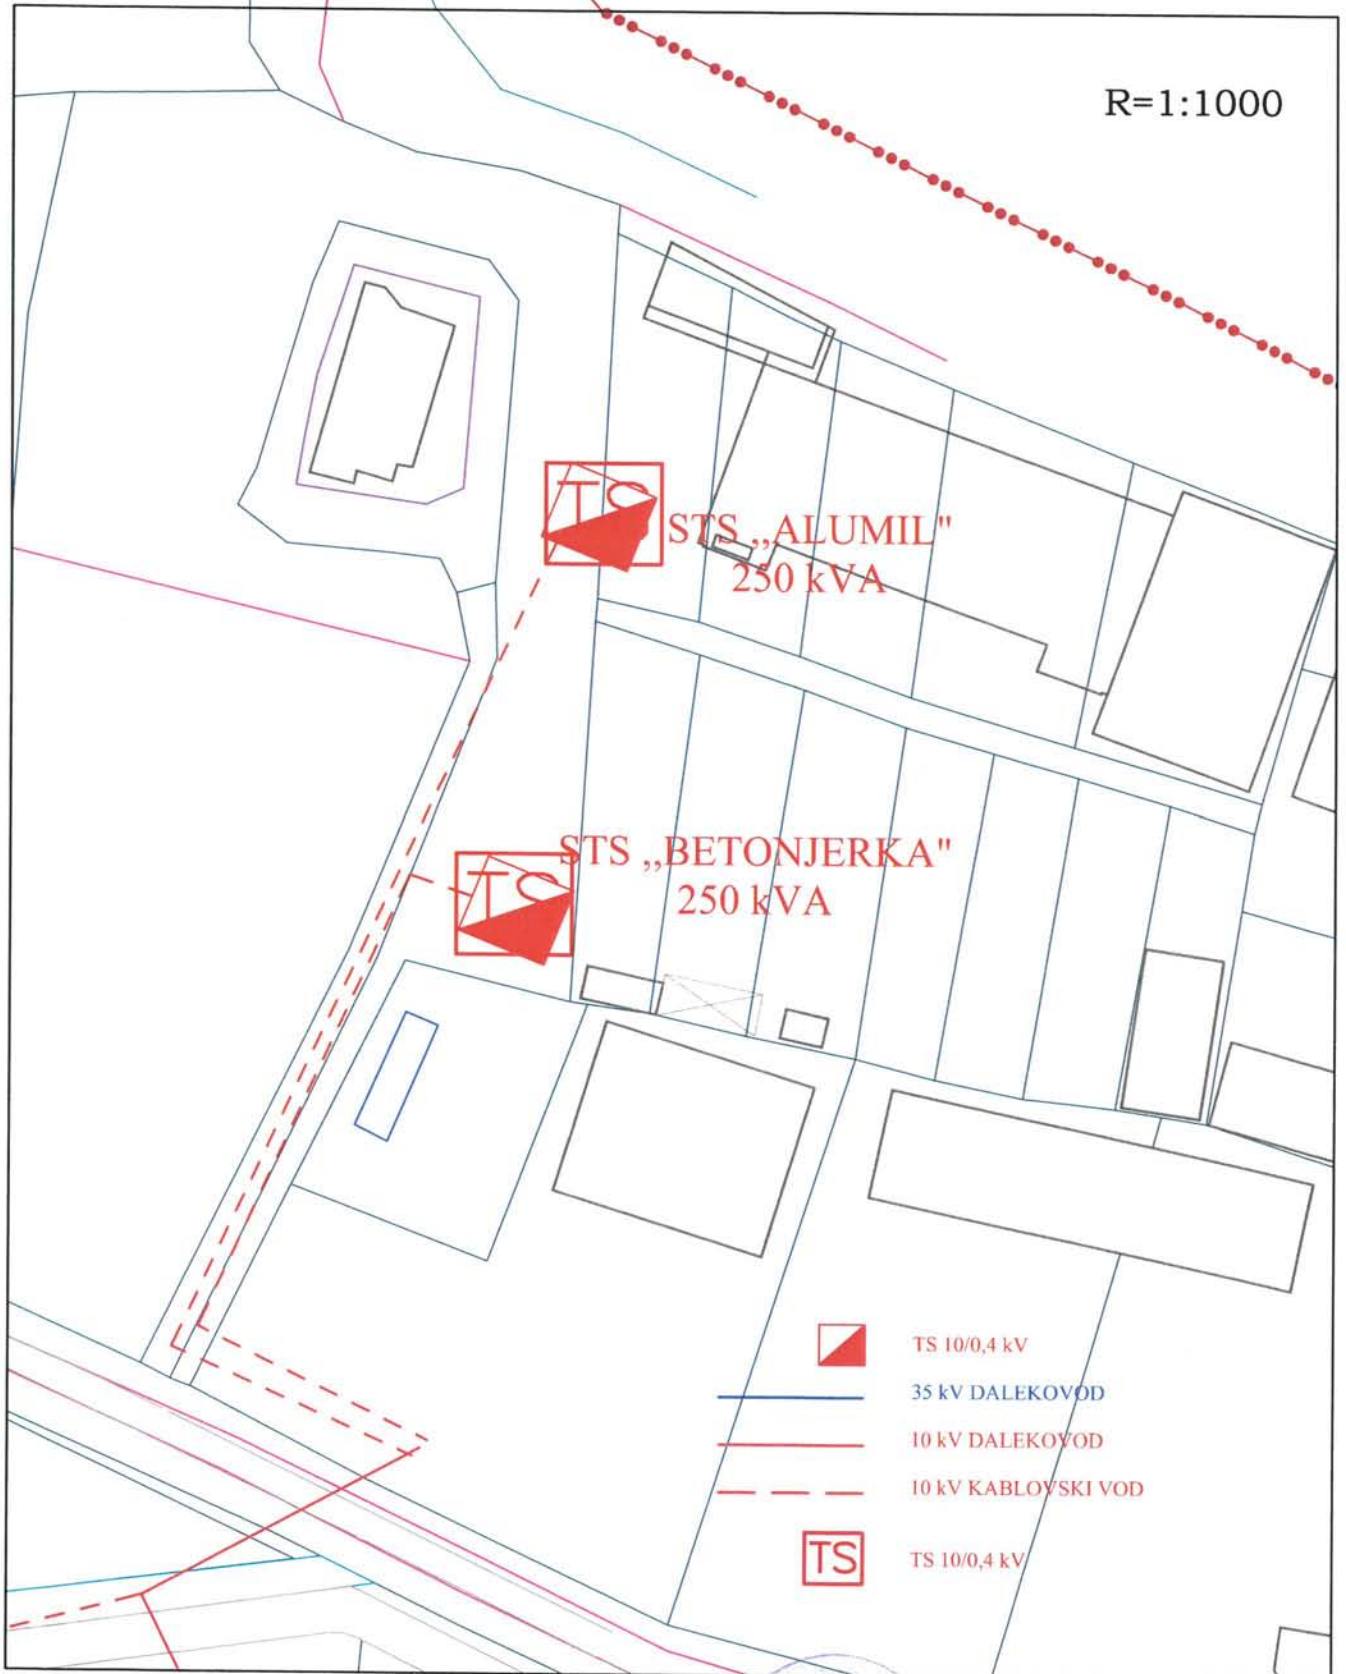 R=1:1000
TS
STS „ALUMIL"
250 kVA
STS „BETONJERKA"
TS
250 kVA
TS 10/0,4 kV
35 kV DALEKOVOD
10 kV DALEKOVOD
10 kV KABLOVSKI VOD
TS
TS 10/0,4 kV